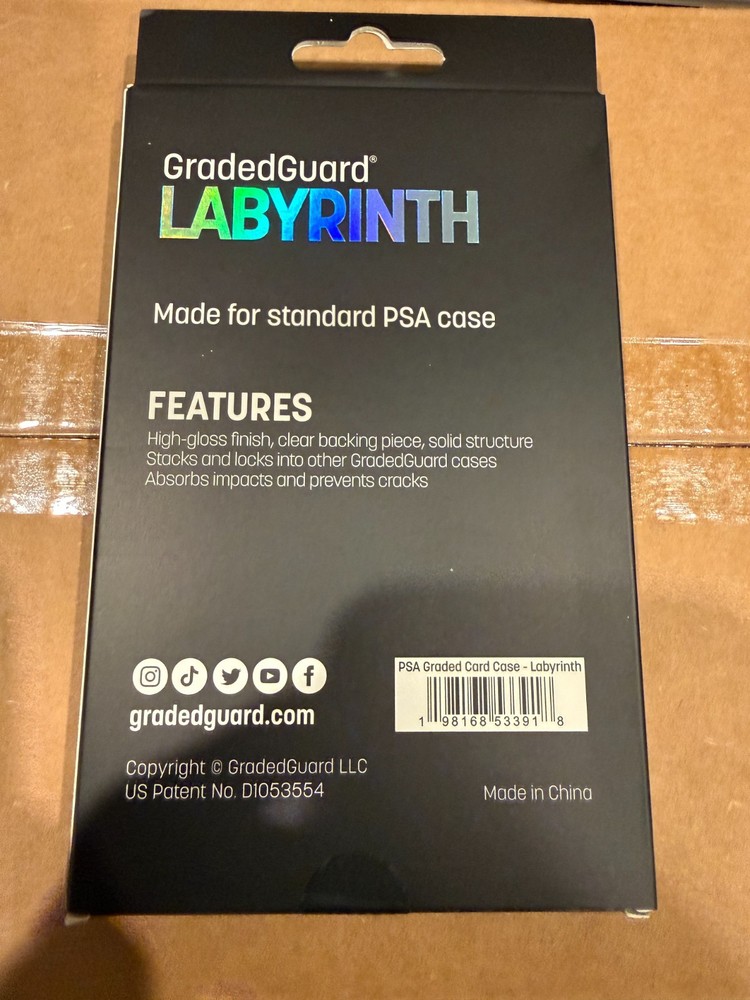 GradedGuard®
LABYRINTH
Made for standard PSA case
FEATURES
High-gloss finish, clear backing piece, solid structure
Stacks and locks into other GradedGuard cases
Absorbs impacts and prevents cracks
gradedguard.com
PSA Graded Card Case - Labyrinth
1 98168 53391 8
Copyright © GradedGuard LLC
US Patent No. D1053554
Made in China